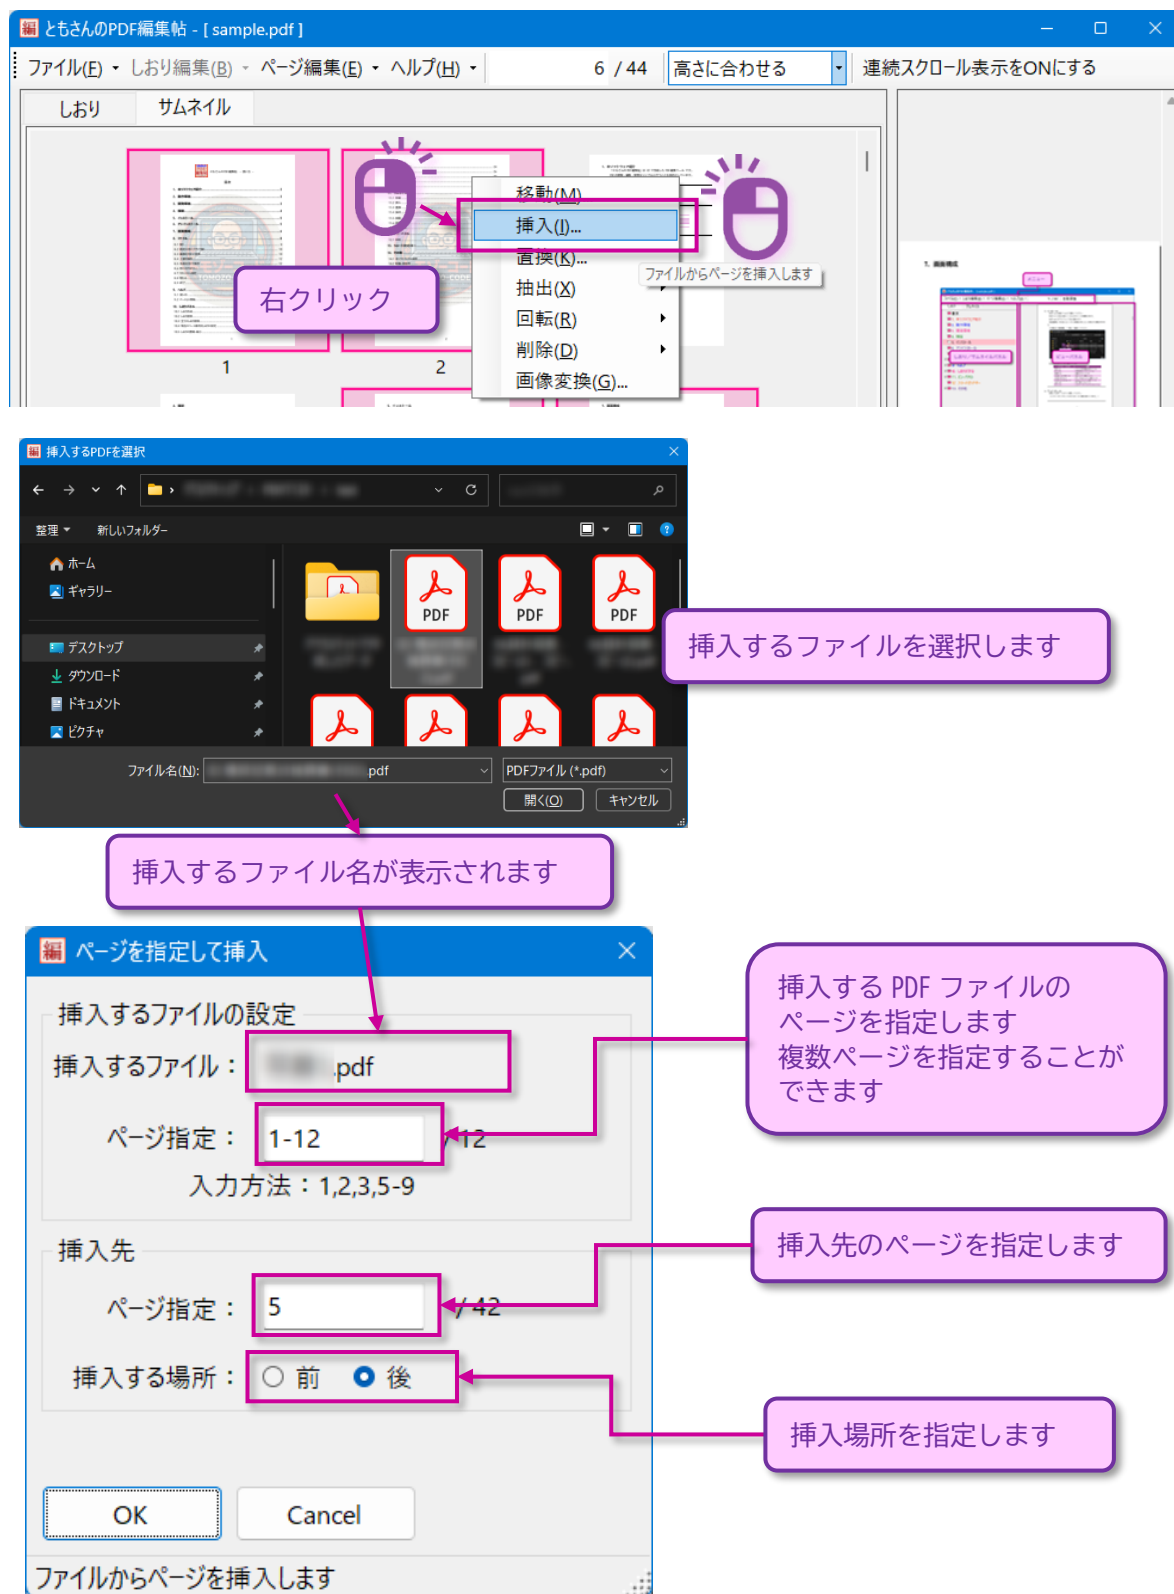 編 ともさんのPDF編集帖 - [ sample.pdf ]
ファイル(F) しおり編集(B) ページ編集(E) ヘルプ(H) 6 / 44 高さに合わせる 連続スクロール表示をONにする
しおり サムネイル
移動(M)
挿入(I)...
置換(K)...
ファイルからページを挿入します
抽出(X)
回転(R)
削除(D)
画像変換(G)...
右クリック
1 2
編 挿入するPDFを選択
整理 新しいフォルダー
ホーム
ギャラリー
デスクトップ
ダウンロード
ドキュメント
ピクチャ
PDF PDF PDF
挿入するファイルを選択します
ファイル名(N): .pdf PDFファイル (*.pdf)
開く(O) キャンセル
挿入するファイル名が表示されます
編 ページを指定して挿入
挿入するファイルの設定
挿入するファイル： .pdf
ページ指定： 1-12 / 12
入力方法：1,2,3,5-9
挿入先
ページ指定： 5 / 42
挿入する場所： 前 後
OK Cancel
ファイルからページを挿入します
挿入する PDF ファイルの
ページを指定します
複数ページを指定することが
できます
挿入先のページを指定します
挿入場所を指定します